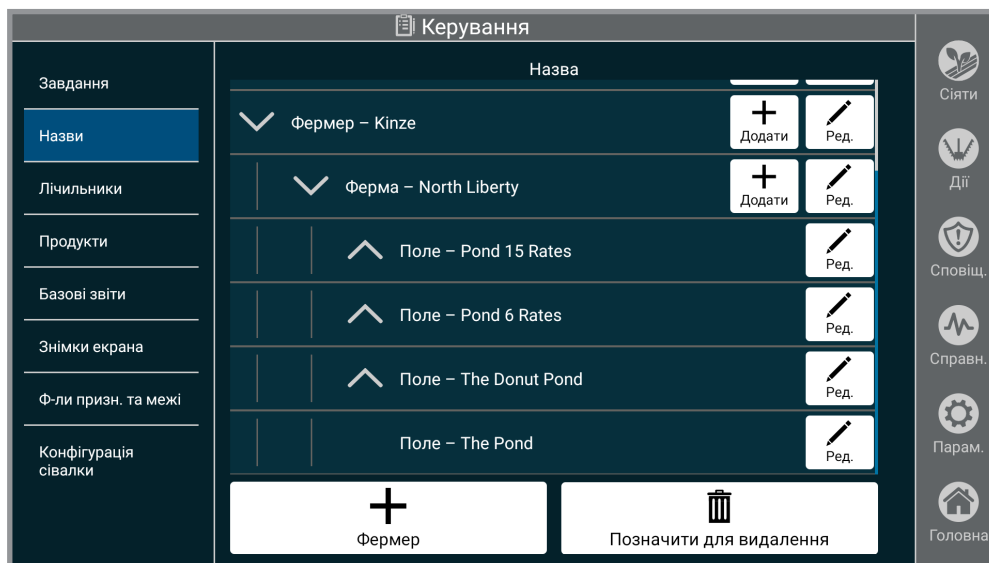 Керування
Завдання
Назви
Лічильники
Продукти
Базові звіти
Знімки екрана
Ф-ли призн. та межі
Конфігурація
сівалки
Назва
Фермер – Kinze
Додати
Ред.
Ферма – North Liberty
Додати
Ред.
Поле – Pond 15 Rates
Ред.
Поле – Pond 6 Rates
Ред.
Поле – The Donut Pond
Ред.
Поле – The Pond
Ред.
Фермер
Позначити для видалення
Сіяти
Дії
Сповіщ.
Справн.
Парам.
Головна